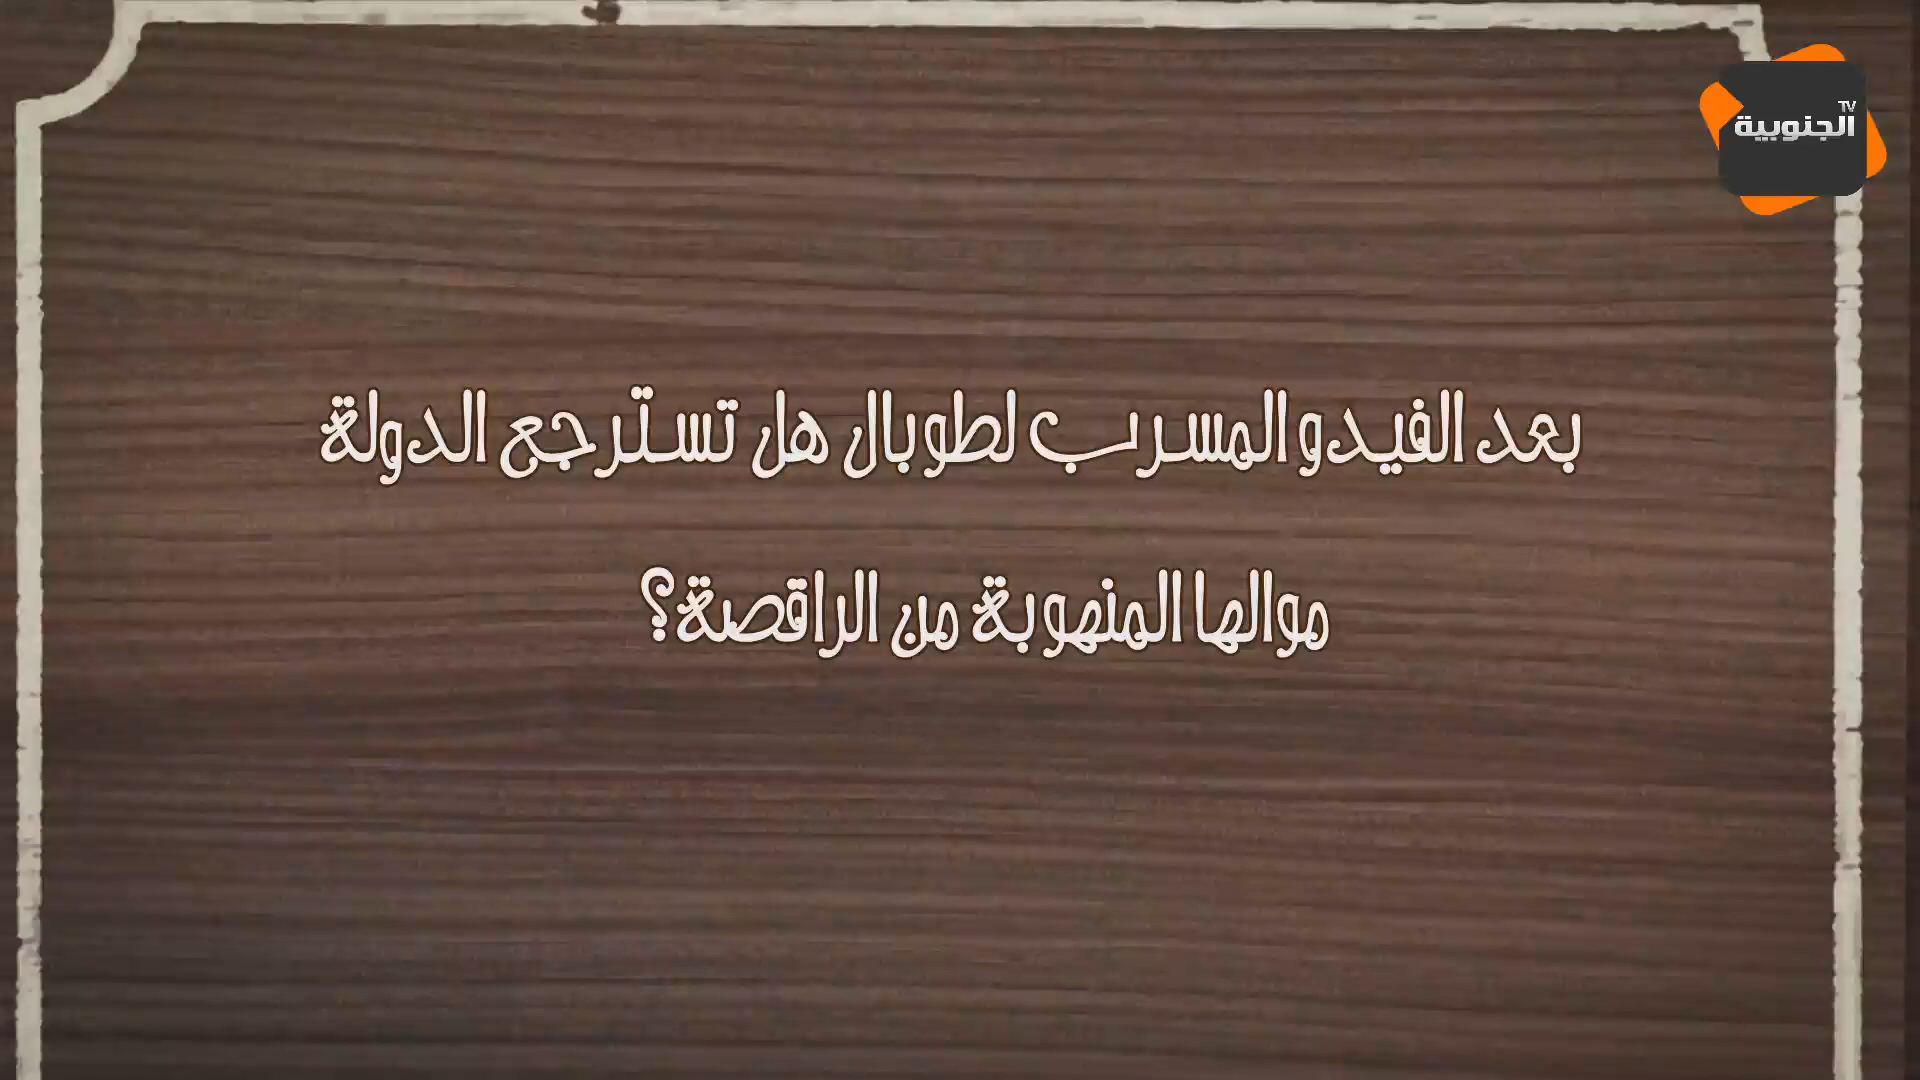 TV
الجنوبية
بعد الفيدو المسرب لطوبال هل تسترجع الدولة
موالها المنهوبة من الراقصة؟